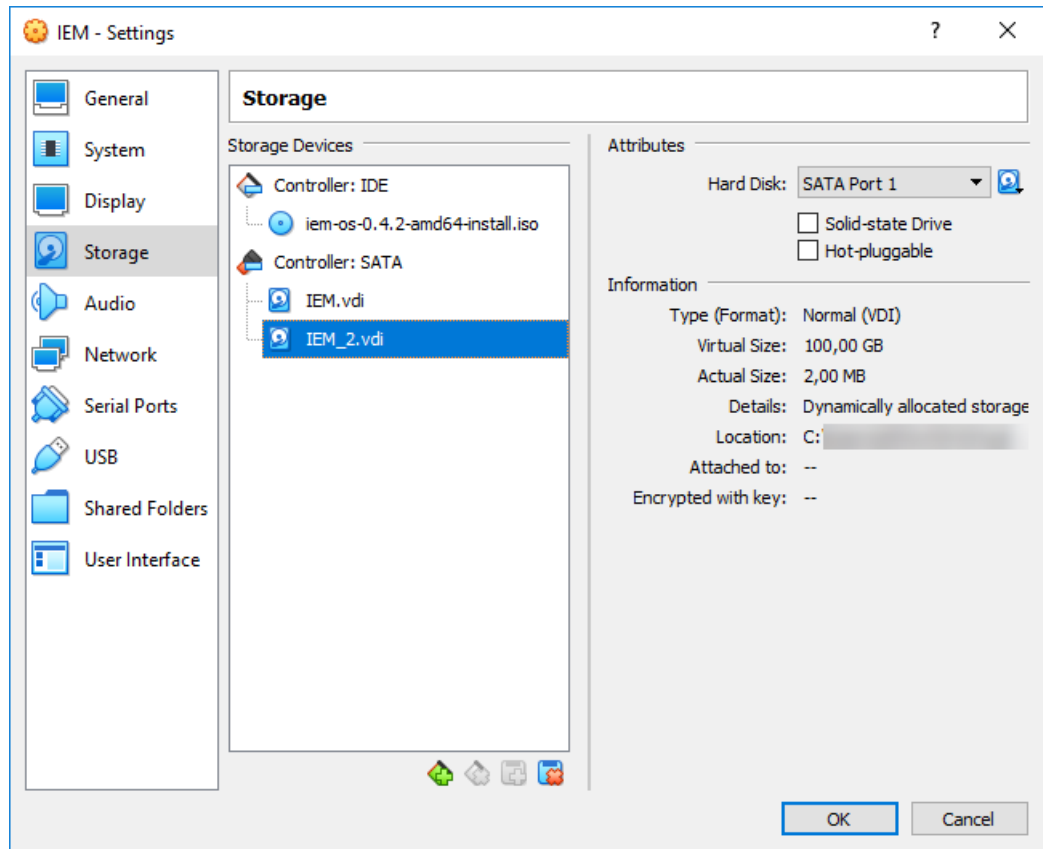 IEM - Settings
?
General
System
Display
Storage
Audio
Network
Serial Ports
USB
Shared Folders
User Interface
Storage
Storage Devices
Controller: IDE
iem-os-0.4.2-amd64-install.iso
Controller: SATA
IEM.vdi
IEM_2.vdi
Attributes
Hard Disk: SATA Port 1
Solid-state Drive
Hot-pluggable
Information
Type (Format): Normal (VDI)
Virtual Size: 100,00 GB
Actual Size: 2,00 MB
Details: Dynamically allocated storage
Location: C:
Attached to: --
Encrypted with key: --
OK
Cancel